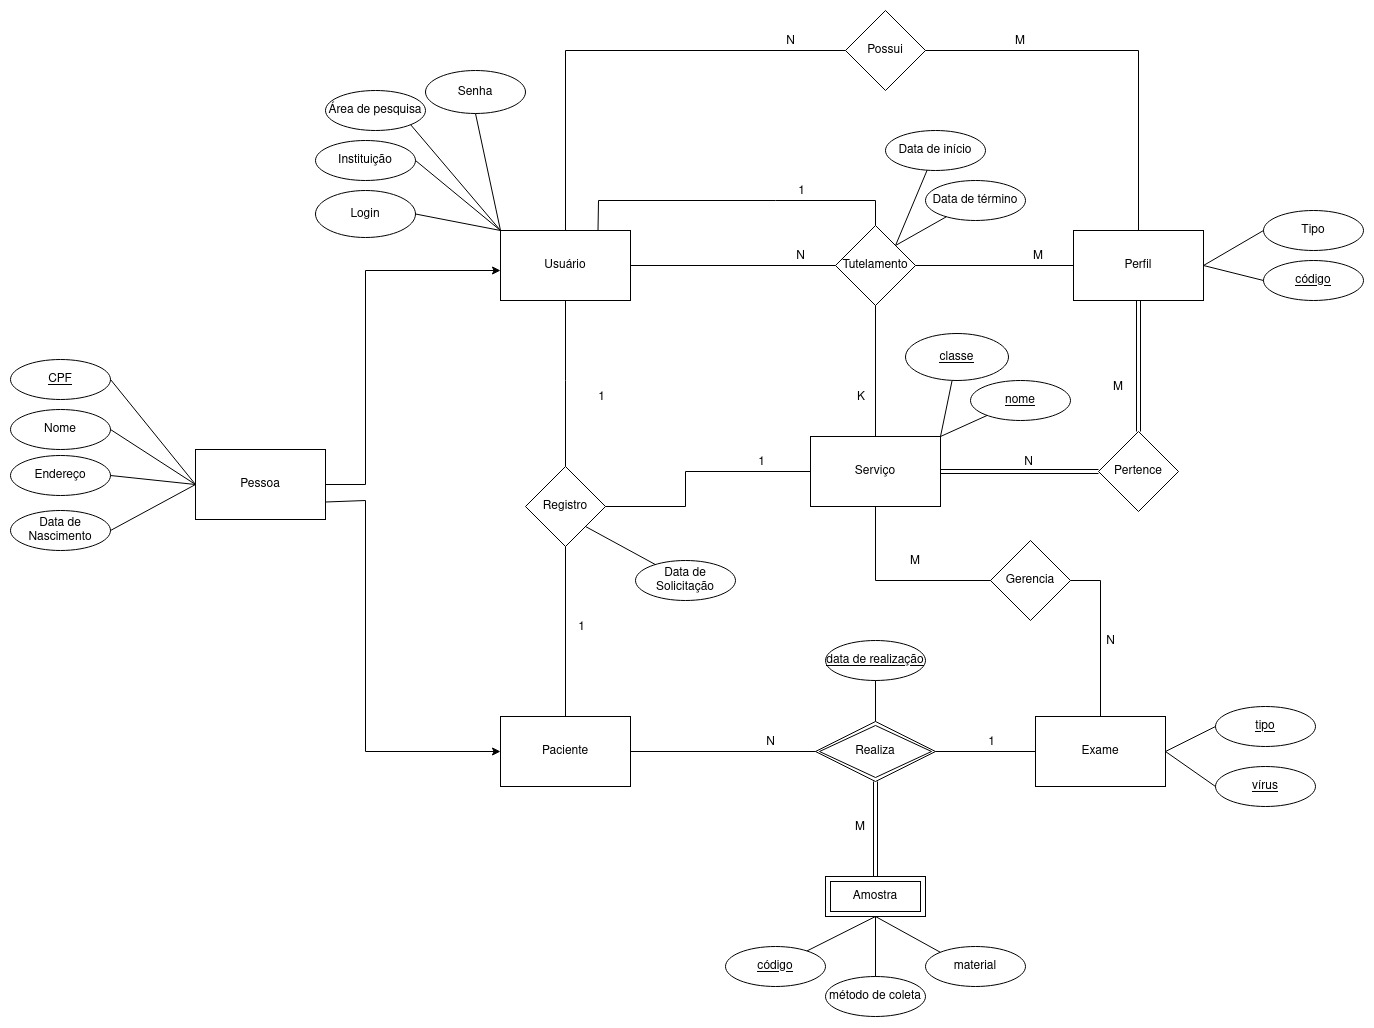 N
Possui
M
Senha
Área de pesquisa
Instituição
Login
Data de início
Data de término
1
Usuário
N
Tutelamento
M
Perfil
Tipo
código
classe
nome
CPF
Nome
Endereço
Data de
Nascimento
Pessoa
1
K
M
1
Serviço
N
Pertence
Registro
Data de
Solicitação
M
Gerencia
1
N
data de realização
Paciente
N
Realiza
1
Exame
tipo
vírus
M
Amostra
código
método de coleta
material